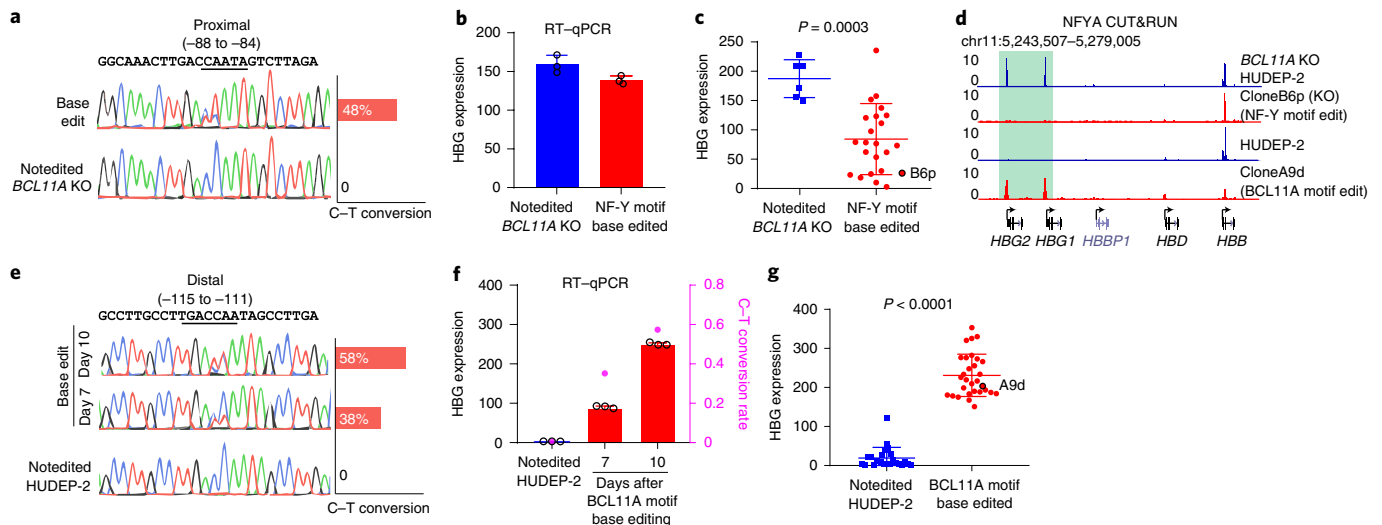 a
Proximal
(–88 to –84)
GGCAAACTTGACCAATAGTCTTAGA
Base
edit
48%
Notedited
BCL11A KO
0
C–T conversion
b
RT–qPCR
HBG expression
200
150
100
50
0
Notedited
BCL11A KO
NF-Y motif
base edited
c
P = 0.0003
HBG expression
250
200
150
100
50
0
B6p
Notedited
BCL11A KO
NF-Y motif
base edited
d
NFYA CUT&RUN
chr11:5,243,507–5,279,005
10
0
BCL11A KO
HUDEP-2
10
0
CloneB6p (KO)
(NF-Y motif edit)
10
0
HUDEP-2
10
0
CloneA9d
(BCL11A motif edit)
HBG2 HBG1 HBBP1 HBD HBB
e
Distal
(–115 to –111)
GCCTTGCCTTGACCAATAGCCTTGA
Base edit
Day 10
58%
Day 7
38%
Notedited
HUDEP-2
0
C–T conversion
f
RT–qPCR
HBG expression
400
300
200
100
0
0.8
0.6
0.4
0.2
0
C–T conversion rate
Notedited
HUDEP-2
7 10
Days after
BCL11A motif
base editing
g
P < 0.0001
HBG expression
400
300
200
100
0
A9d
Notedited
HUDEP-2
BCL11A motif
base edited